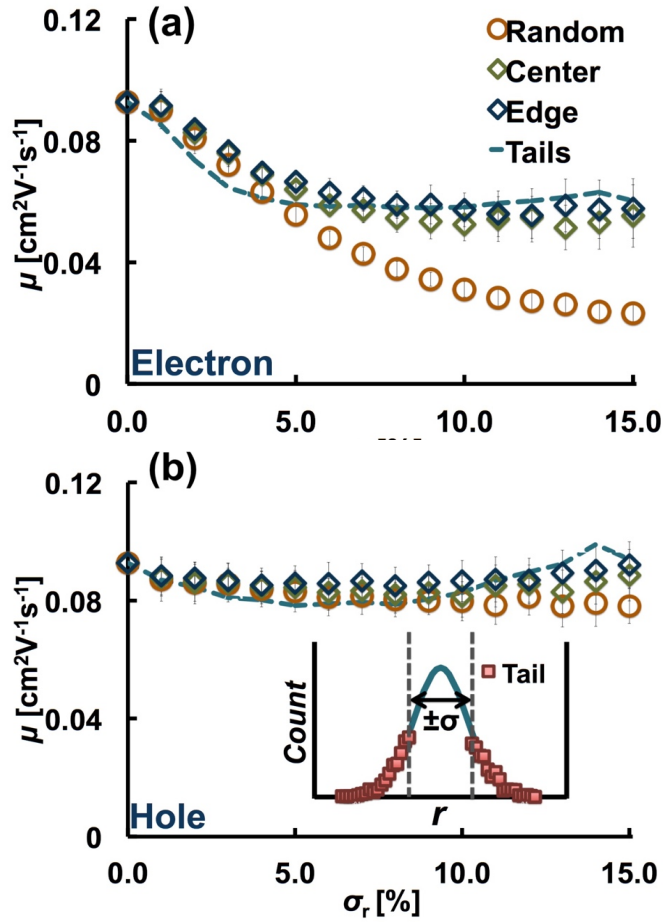 (a)
0.12
0.08
0.04
0
μ [cm²V⁻¹s⁻¹]
Random
Center
Edge
Tails
Electron
0.0 5.0 10.0 15.0
(b)
0.12
0.08
0.04
0
μ [cm²V⁻¹s⁻¹]
Count
Tail
±σ
r
Hole
0.0 5.0 10.0 15.0
σr [%]